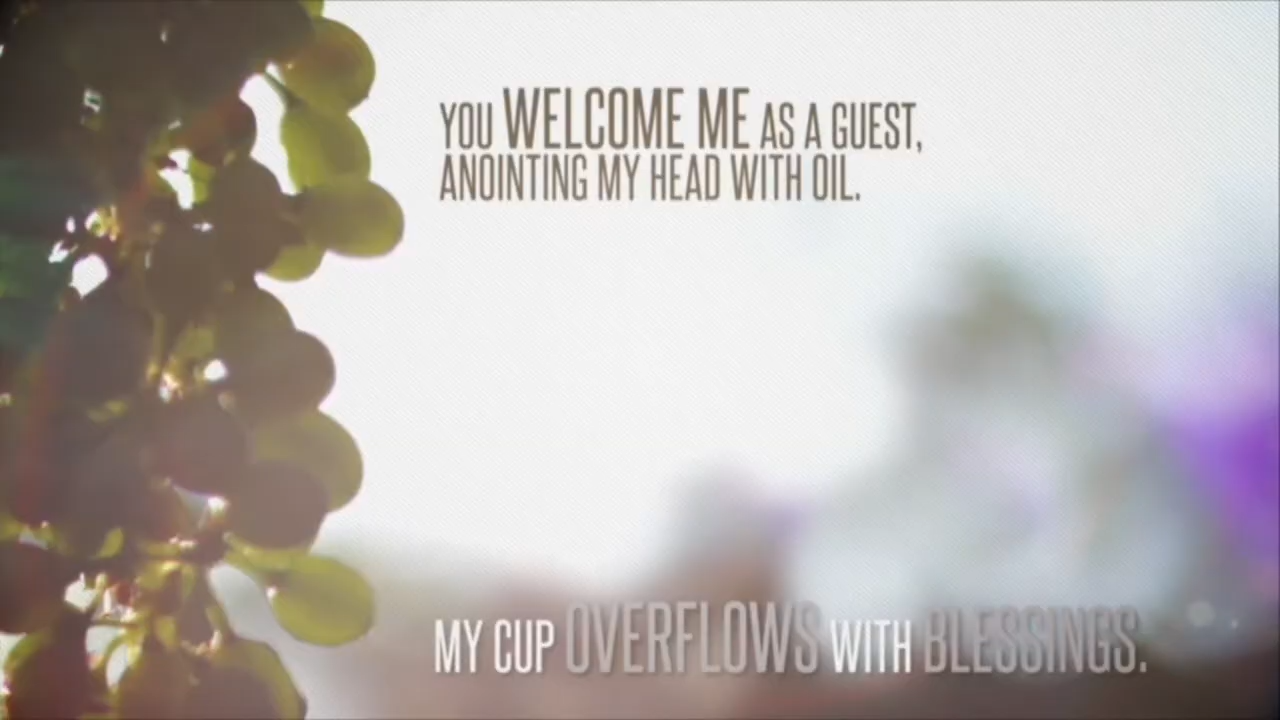 YOU WELCOME ME AS A GUEST,
ANOINTING MY HEAD WITH OIL.
MY CUP OVERFLOWS WITH BLESSINGS.